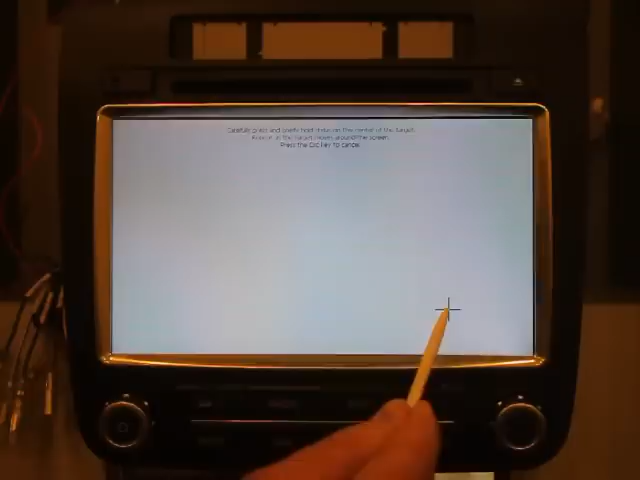 Carefully press and briefly hold stylus on the center of the target.
Repeat as the target moves around the screen.
Press the Esc key to cancel.